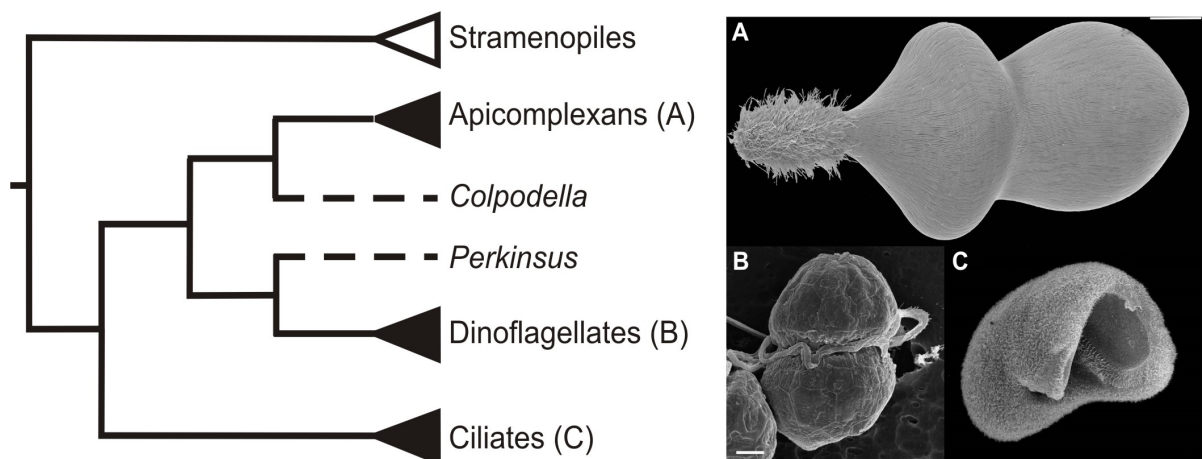 Stramenopiles
Apicomplexans (A)
Colpodella
Perkinsus
Dinoflagellates (B)
Ciliates (C)
A
B
C